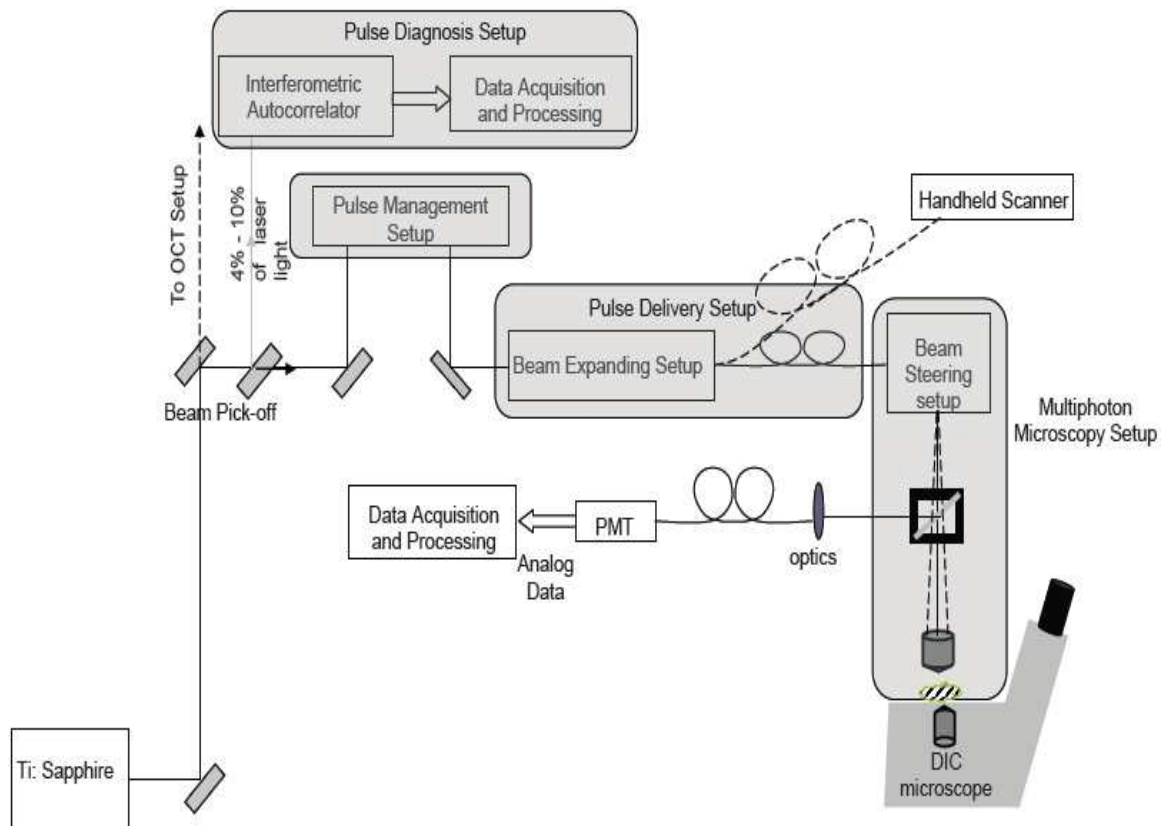 Pulse Diagnosis Setup
Interferometric
Autocorrelator
Data Acquisition
and Processing
To OCT Setup
4% - 10%
of laser
light
Pulse Management
Setup
Handheld Scanner
Pulse Delivery Setup
Beam Expanding Setup
Beam
Steering
setup
Beam Pick-off
Multiphoton
Microscopy Setup
Data Acquisition
and Processing
PMT
Analog
Data
optics
Ti: Sapphire
DIC
microscope